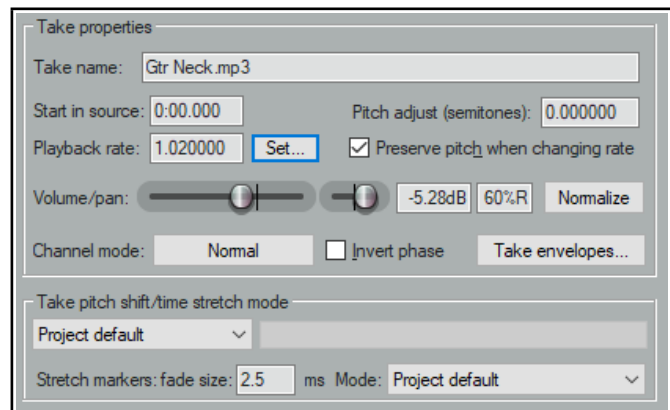 Take properties
Take name: Gtr Neck.mp3
Start in source: 0:00.000 Pitch adjust (semitones): 0.000000
Playback rate: 1.020000 Set... Preserve pitch when changing rate
Volume/pan: -5.28dB 60%R Normalize
Channel mode: Normal Invert phase Take envelopes...
Take pitch shift/time stretch mode
Project default
Stretch markers: fade size: 2.5 ms Mode: Project default